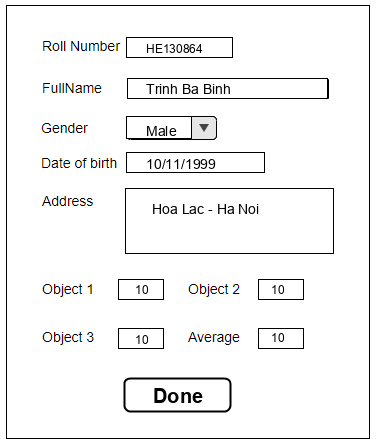 Roll Number HE130864
FullName Trinh Ba Binh
Gender Male
Date of birth 10/11/1999
Address Hoa Lac - Ha Noi
Object 1 10 Object 2 10
Object 3 10 Average 10
Done